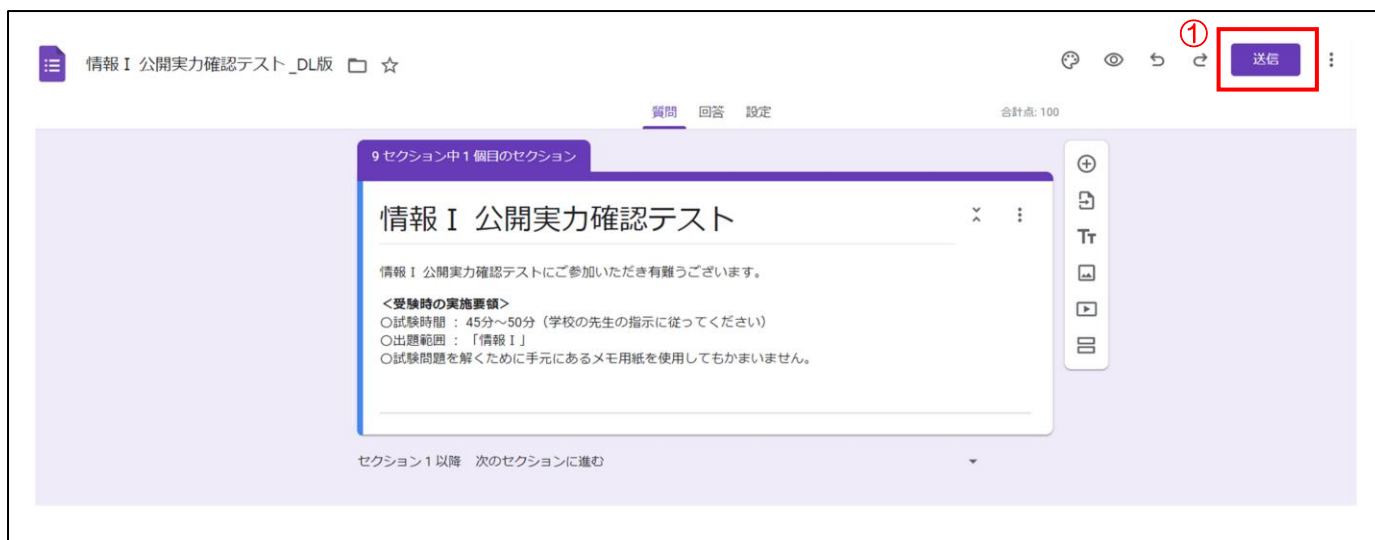 ①
情報Ⅰ 公開実力確認テスト_DL版
送信
質問 回答 設定
合計点: 100
9 セクション中 1 個目のセクション
情報Ⅰ 公開実力確認テスト
情報Ⅰ 公開実力確認テストにご参加いただき有難うございます。
＜受験時の実施要領＞
〇試験時間 ： 45分～50分（学校の先生の指示に従ってください）
〇出題範囲 ： 「情報Ⅰ」
〇試験問題を解くために手元にあるメモ用紙を使用してもかまいません。
Tт
セクション 1 以降 次のセクションに進む